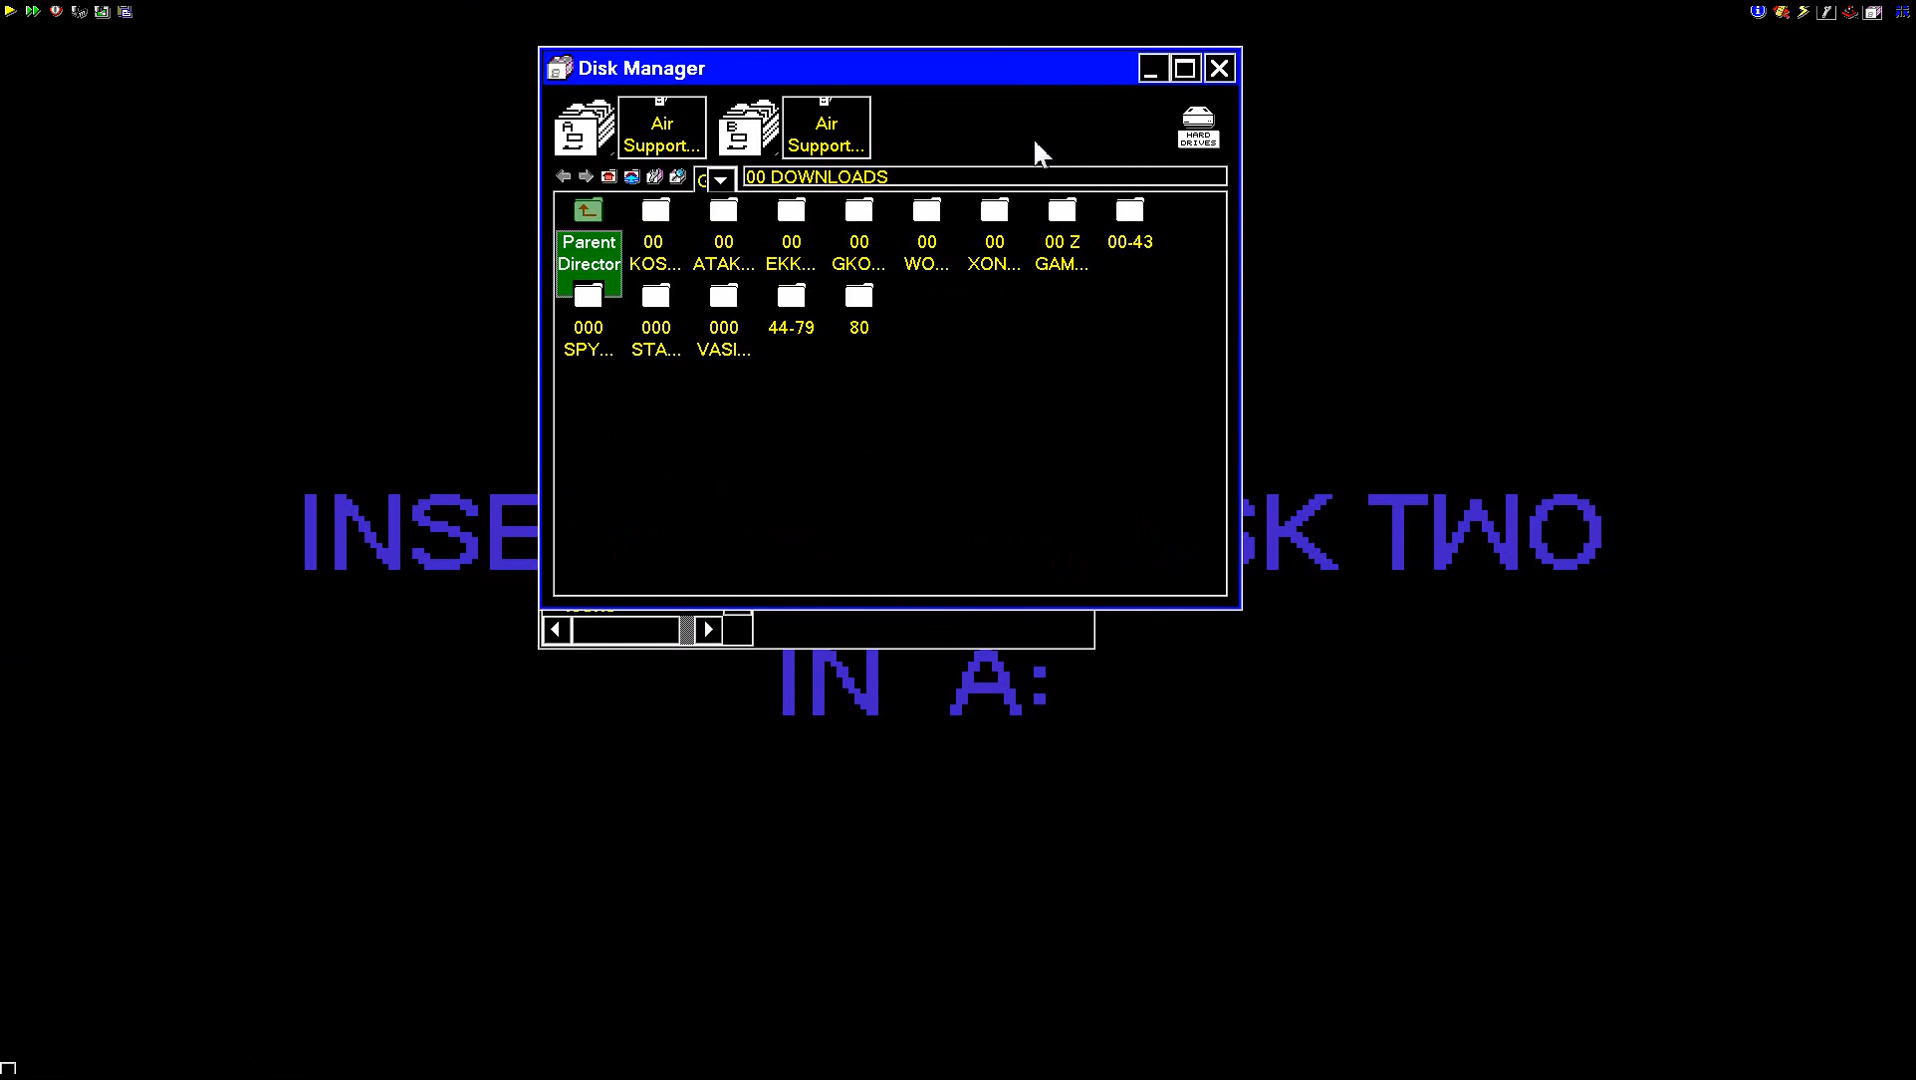 Disk Manager
A
Air
Support...
B
Air
Support...
HARD
DRIVES
00 DOWNLOADS
Parent
Director
00
KOS...
00
ATAK...
00
EKK...
00
GKO...
00
WO...
00
XON...
00 Z
GAM...
00-43
000
SPY...
000
STA...
000
VASI...
44-79
80
INSE
SK TWO
IN A: